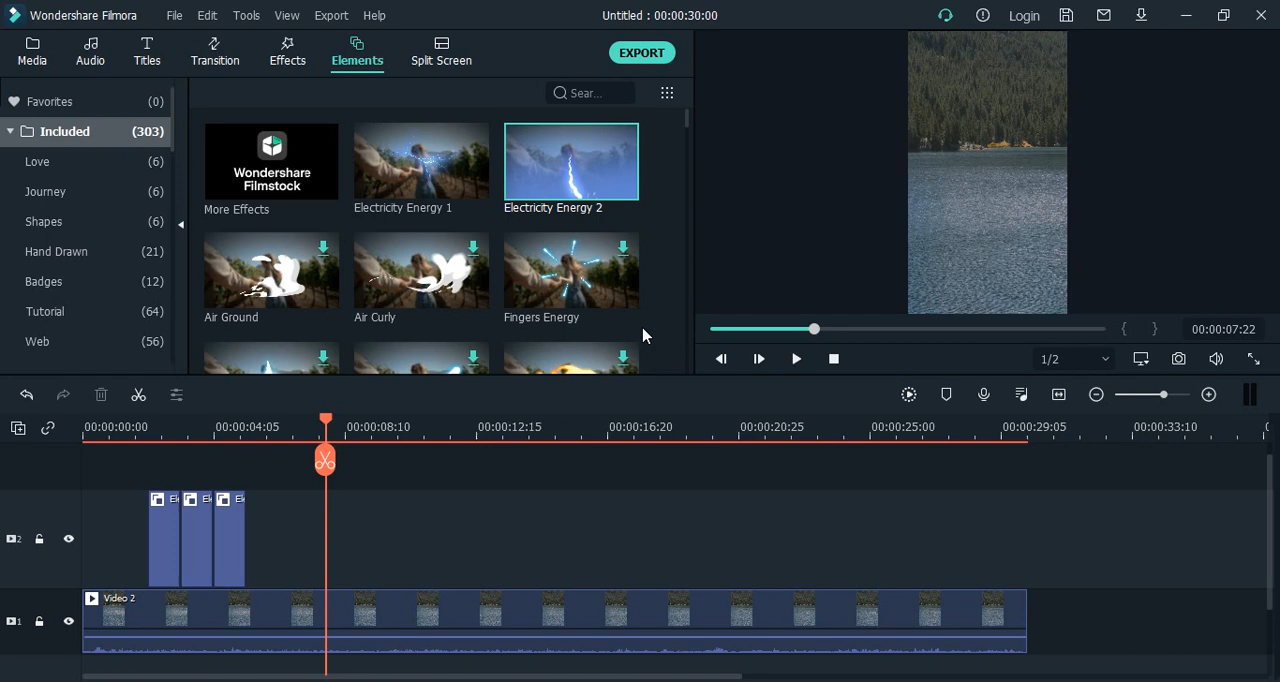 Wondershare Filmora
File Edit Tools View Export Help
Untitled : 00:00:30:00
Login
Media Audio Titles Transition Effects Elements Split Screen
EXPORT
Favorites (0)
Included (303)
Love (6)
Journey (6)
Shapes (6)
Hand Drawn (21)
Badges (12)
Tutorial (64)
Web (56)
Sear...
Wondershare
Filmstock
More Effects
Electricity Energy 1
Electricity Energy 2
Air Ground
Air Curly
Fingers Energy
{ } 00:00:07:22
1/2
00:00:00:00 00:00:04:05 00:00:08:10 00:00:12:15 00:00:16:20 00:00:20:25 00:00:25:00 00:00:29:05 00:00:33:10
2
Ele Ele Ele
1
Video 2